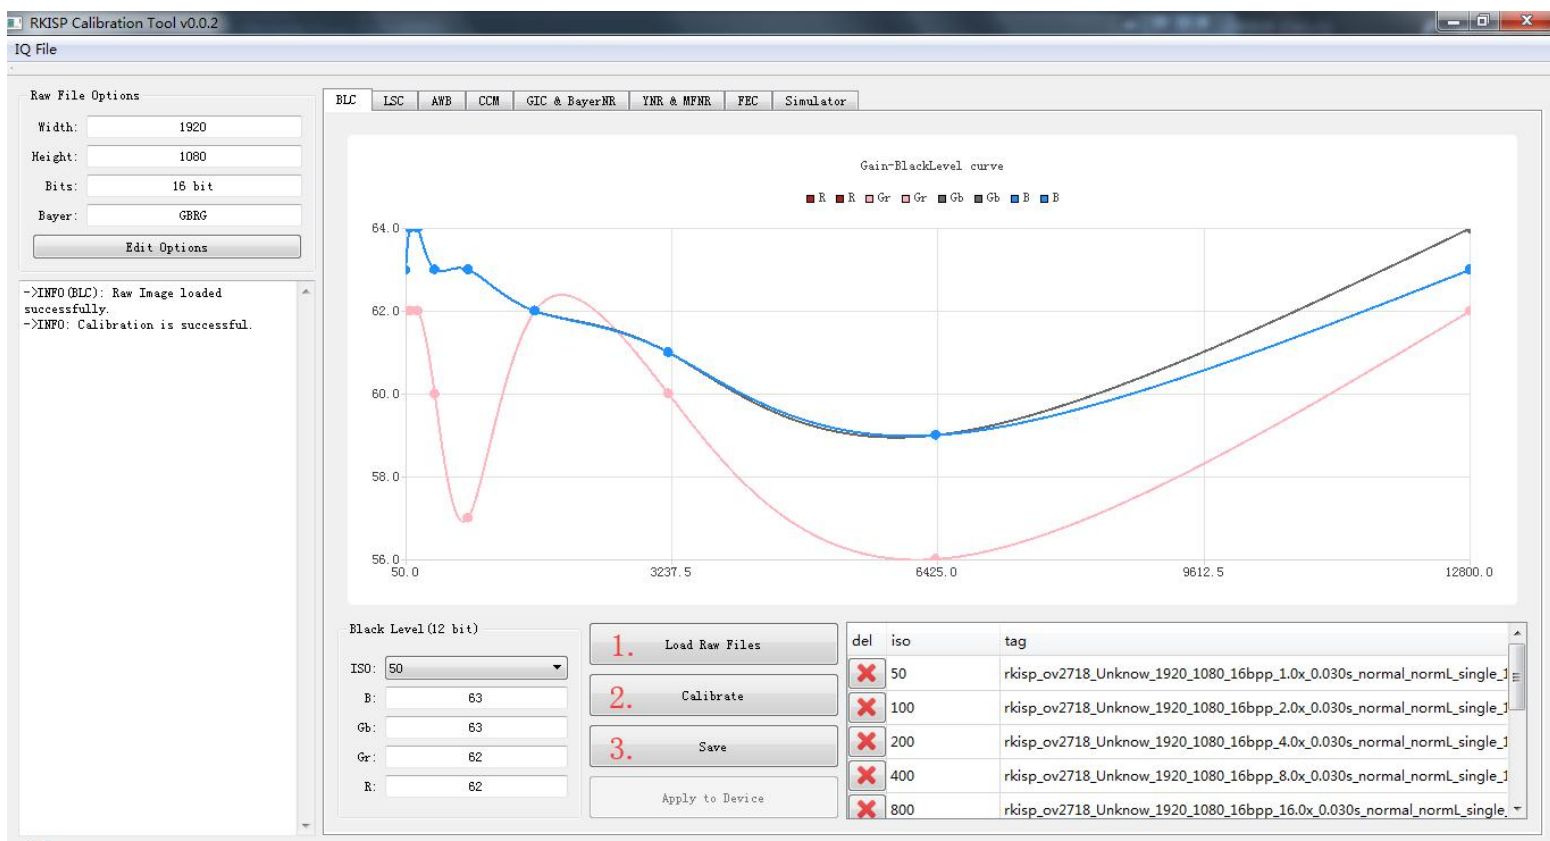 RKISP Calibration Tool v0.0.2
IQ File
Raw File Options
Width: 1920
Height: 1080
Bits: 16 bit
Bayer: GBRG
Edit Options
->INFO(BLC): Raw Image loaded
successfully.
->INFO: Calibration is successful.
BLC LSC AWB CCM GIC & BayerNR YNR & MFNR FEC Simulator
Gain-BlackLevel curve
R R Gr Gr Gb Gb B B
64.0
62.0
60.0
58.0
56.0
50.0 3237.5 6425.0 9612.5 12800.0
Black Level(12 bit)
ISO: 50
B: 63
Gb: 63
Gr: 62
R: 62
1. Load Raw Files
2. Calibrate
3. Save
Apply to Device
del iso tag
50 rkisp_ov2718_Unknow_1920_1080_16bpp_1.0x_0.030s_normal_normL_single_1
100 rkisp_ov2718_Unknow_1920_1080_16bpp_2.0x_0.030s_normal_normL_single_1
200 rkisp_ov2718_Unknow_1920_1080_16bpp_4.0x_0.030s_normal_normL_single_1
400 rkisp_ov2718_Unknow_1920_1080_16bpp_8.0x_0.030s_normal_normL_single_1
800 rkisp_ov2718_Unknow_1920_1080_16bpp_16.0x_0.030s_normal_normL_single_